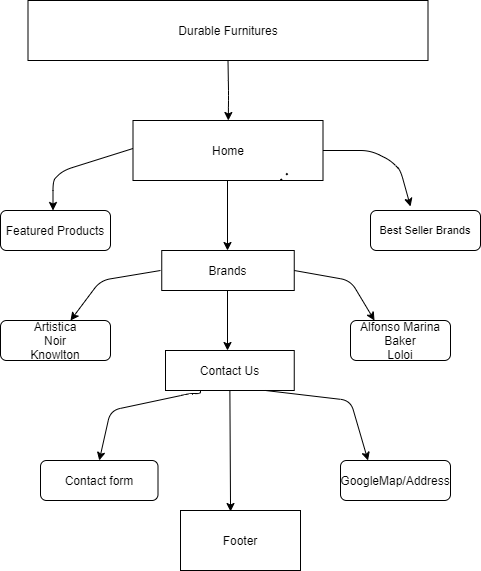 Durable Furnitures
Home
Featured Products
Best Seller Brands
Brands
Artistica
Noir
Knowlton
Alfonso Marina
Baker
Loloi
Contact Us
Contact form
GoogleMap/Address
Footer